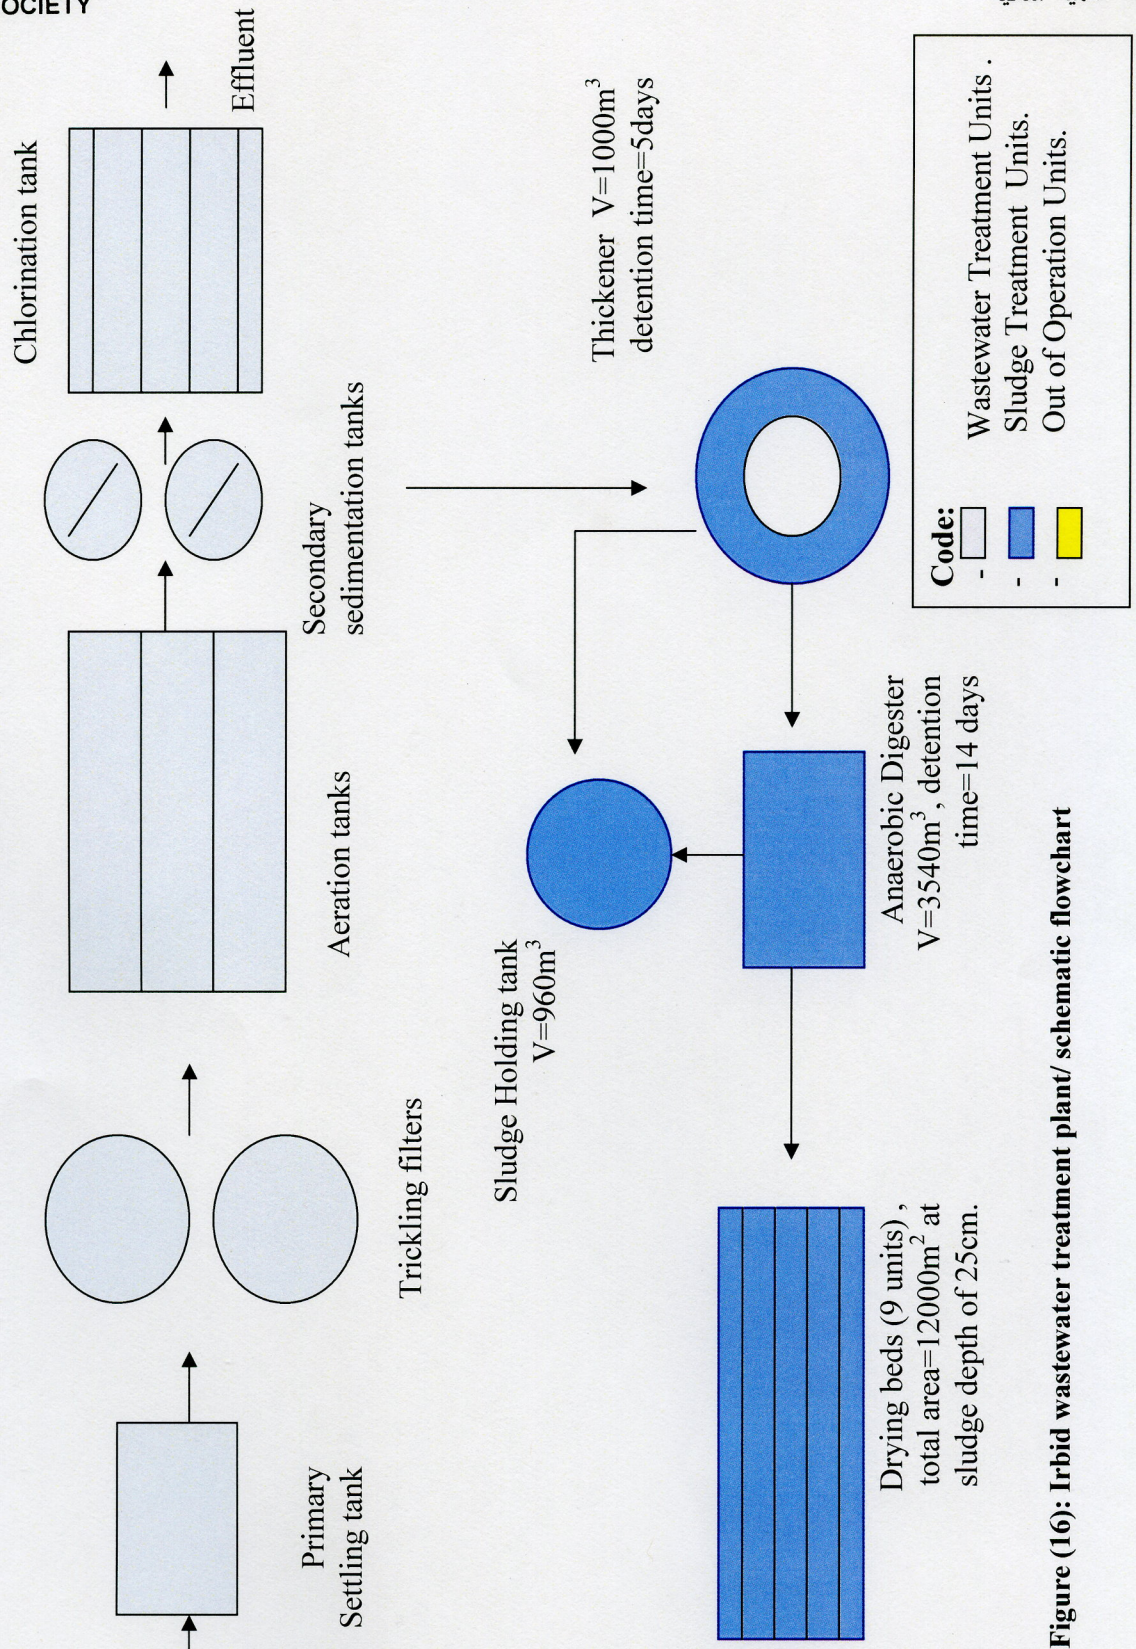 OCIETY
Primary
Settling tank
Trickling filters
Aeration tanks
Secondary
sedimentation tanks
Chlorination tank
Effluent
Sludge Holding tank
V=960m³
Thickener V=1000m³
detention time=5days
Drying beds (9 units) ,
total area=12000m² at
sludge depth of 25cm.
Anaerobic Digester
V=3540m³, detention
time=14 days
Code:
- Wastewater Treatment Units .
- Sludge Treatment Units.
- Out of Operation Units.
Figure (16): Irbid wastewater treatment plant/ schematic flowchart